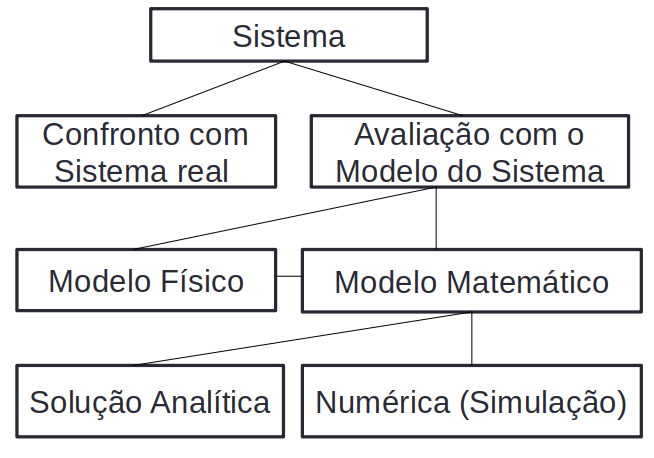 Sistema
Confronto com
Sistema real
Avaliação com o
Modelo do Sistema
Modelo Físico
Modelo Matemático
Solução Analítica
Numérica (Simulação)